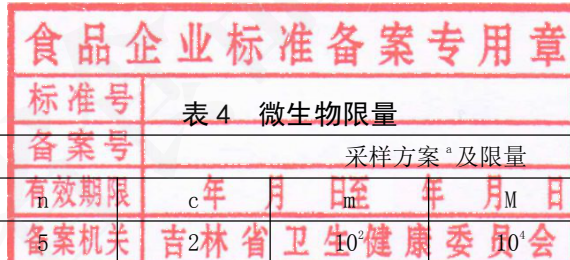 食品企业标准备案专用章
标准号
表 4 微生物限量
备案号
采样方案ᵃ及限量
有效期限 年 月 日至 年 月 日
n c m M
备案机关 吉林省卫生健康委员会
5 2 10² 10⁴